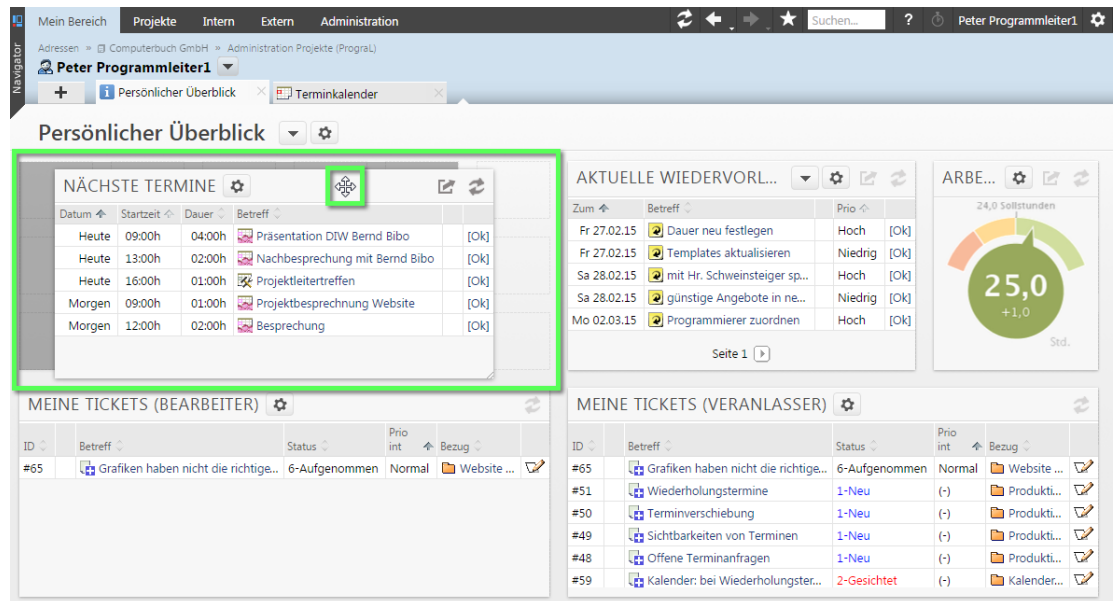 Mein Bereich Projekte Intern Extern Administration Suchen... ? Peter Programmleiter1
Navigator
Adressen » Computerbuch GmbH » Administration Projekte (PrograL)
Peter Programmleiter1
+ Persönlicher Überblick Terminkalender
Persönlicher Überblick
NÄCHSTE TERMINE
Datum Startzeit Dauer Betreff
Heute 09:00h 04:00h Präsentation DIW Bernd Bibo [Ok]
Heute 13:00h 02:00h Nachbesprechung mit Bernd Bibo [Ok]
Heute 16:00h 01:00h Projektleitertreffen [Ok]
Morgen 09:00h 01:00h Projektbesprechnung Website [Ok]
Morgen 12:00h 02:00h Besprechung [Ok]
AKTUELLE WIEDERVORL...
Zum Betreff Prio
Fr 27.02.15 Dauer neu festlegen Hoch [Ok]
Fr 27.02.15 Templates aktualisieren Niedrig [Ok]
Sa 28.02.15 mit Hr. Schweinsteiger sp... Hoch [Ok]
Sa 28.02.15 günstige Angebote in ne... Niedrig [Ok]
Mo 02.03.15 Programmierer zuordnen Hoch [Ok]
Seite 1
ARBE...
24,0 Sollstunden
25,0
+1,0
Std.
MEINE TICKETS (BEARBEITER)
ID Betreff Status Prio int Bezug
#65 Grafiken haben nicht die richtige... 6-Aufgenommen Normal Website ...
MEINE TICKETS (VERANLASSER)
ID Betreff Status Prio int Bezug
#65 Grafiken haben nicht die richtige... 6-Aufgenommen Normal Website ...
#51 Wiederholungstermine 1-Neu (-) Produkti...
#50 Terminverschiebung 1-Neu (-) Produkti...
#49 Sichtbarkeiten von Terminen 1-Neu (-) Produkti...
#48 Offene Terminanfragen 1-Neu (-) Produkti...
#59 Kalender: bei Wiederholungster... 2-Gesichtet (-) Kalender...